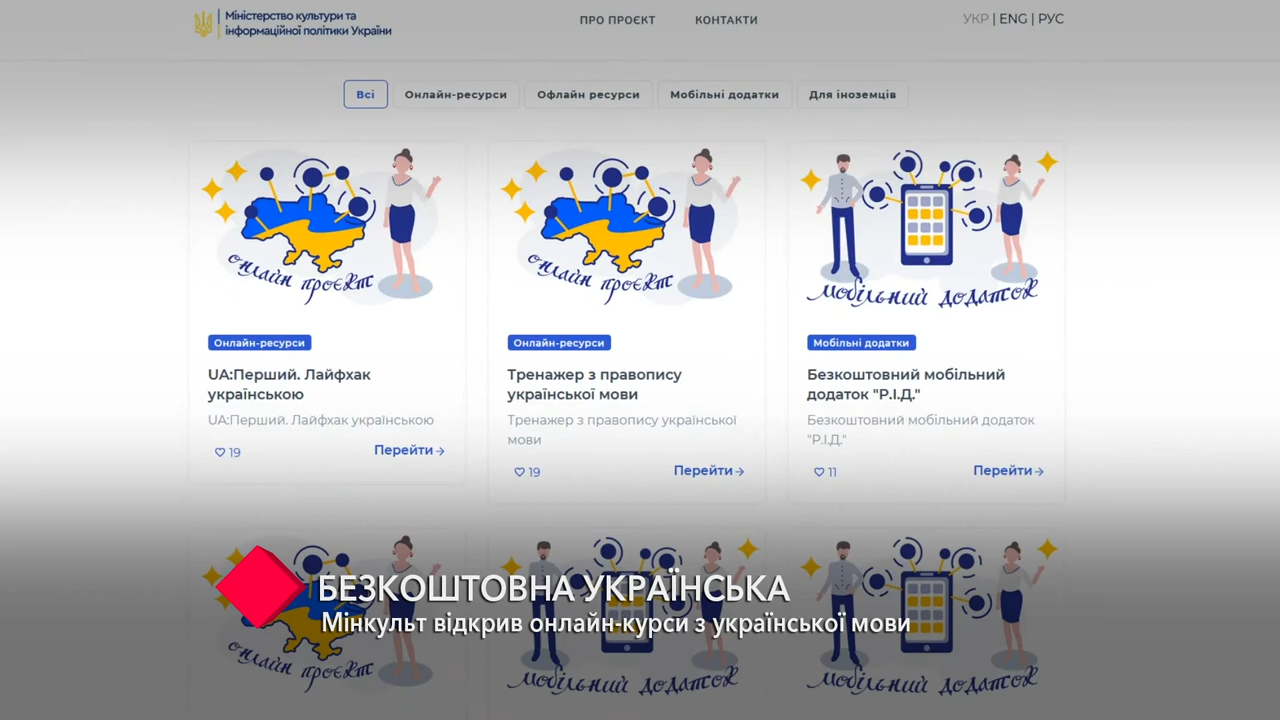 Міністерство культури та
інформаційної політики України
ПРО ПРОЄКТ
КОНТАКТИ
УКР | ENG | РУС
Всі
Онлайн-ресурси
Офлайн ресурси
Мобільні додатки
Для іноземців
онлайн проєкт
онлайн проєкт
мобільний додаток
Онлайн-ресурси
UA:Перший. Лайфхак
українською
UA:Перший. Лайфхак українською
19
Перейти→
Онлайн-ресурси
Тренажер з правопису
української мови
Тренажер з правопису української
мови
19
Перейти→
Мобільні додатки
Безкоштовний мобільний
додаток "Р.І.Д."
Безкоштовний мобільний додаток
"Р.І.Д."
11
Перейти→
БЕЗКОШТОВНА УКРАЇНСЬКА
Мінкульт відкрив онлайн-курси з української мови
онлайн проєкт
мобільний додаток
мобільний додаток